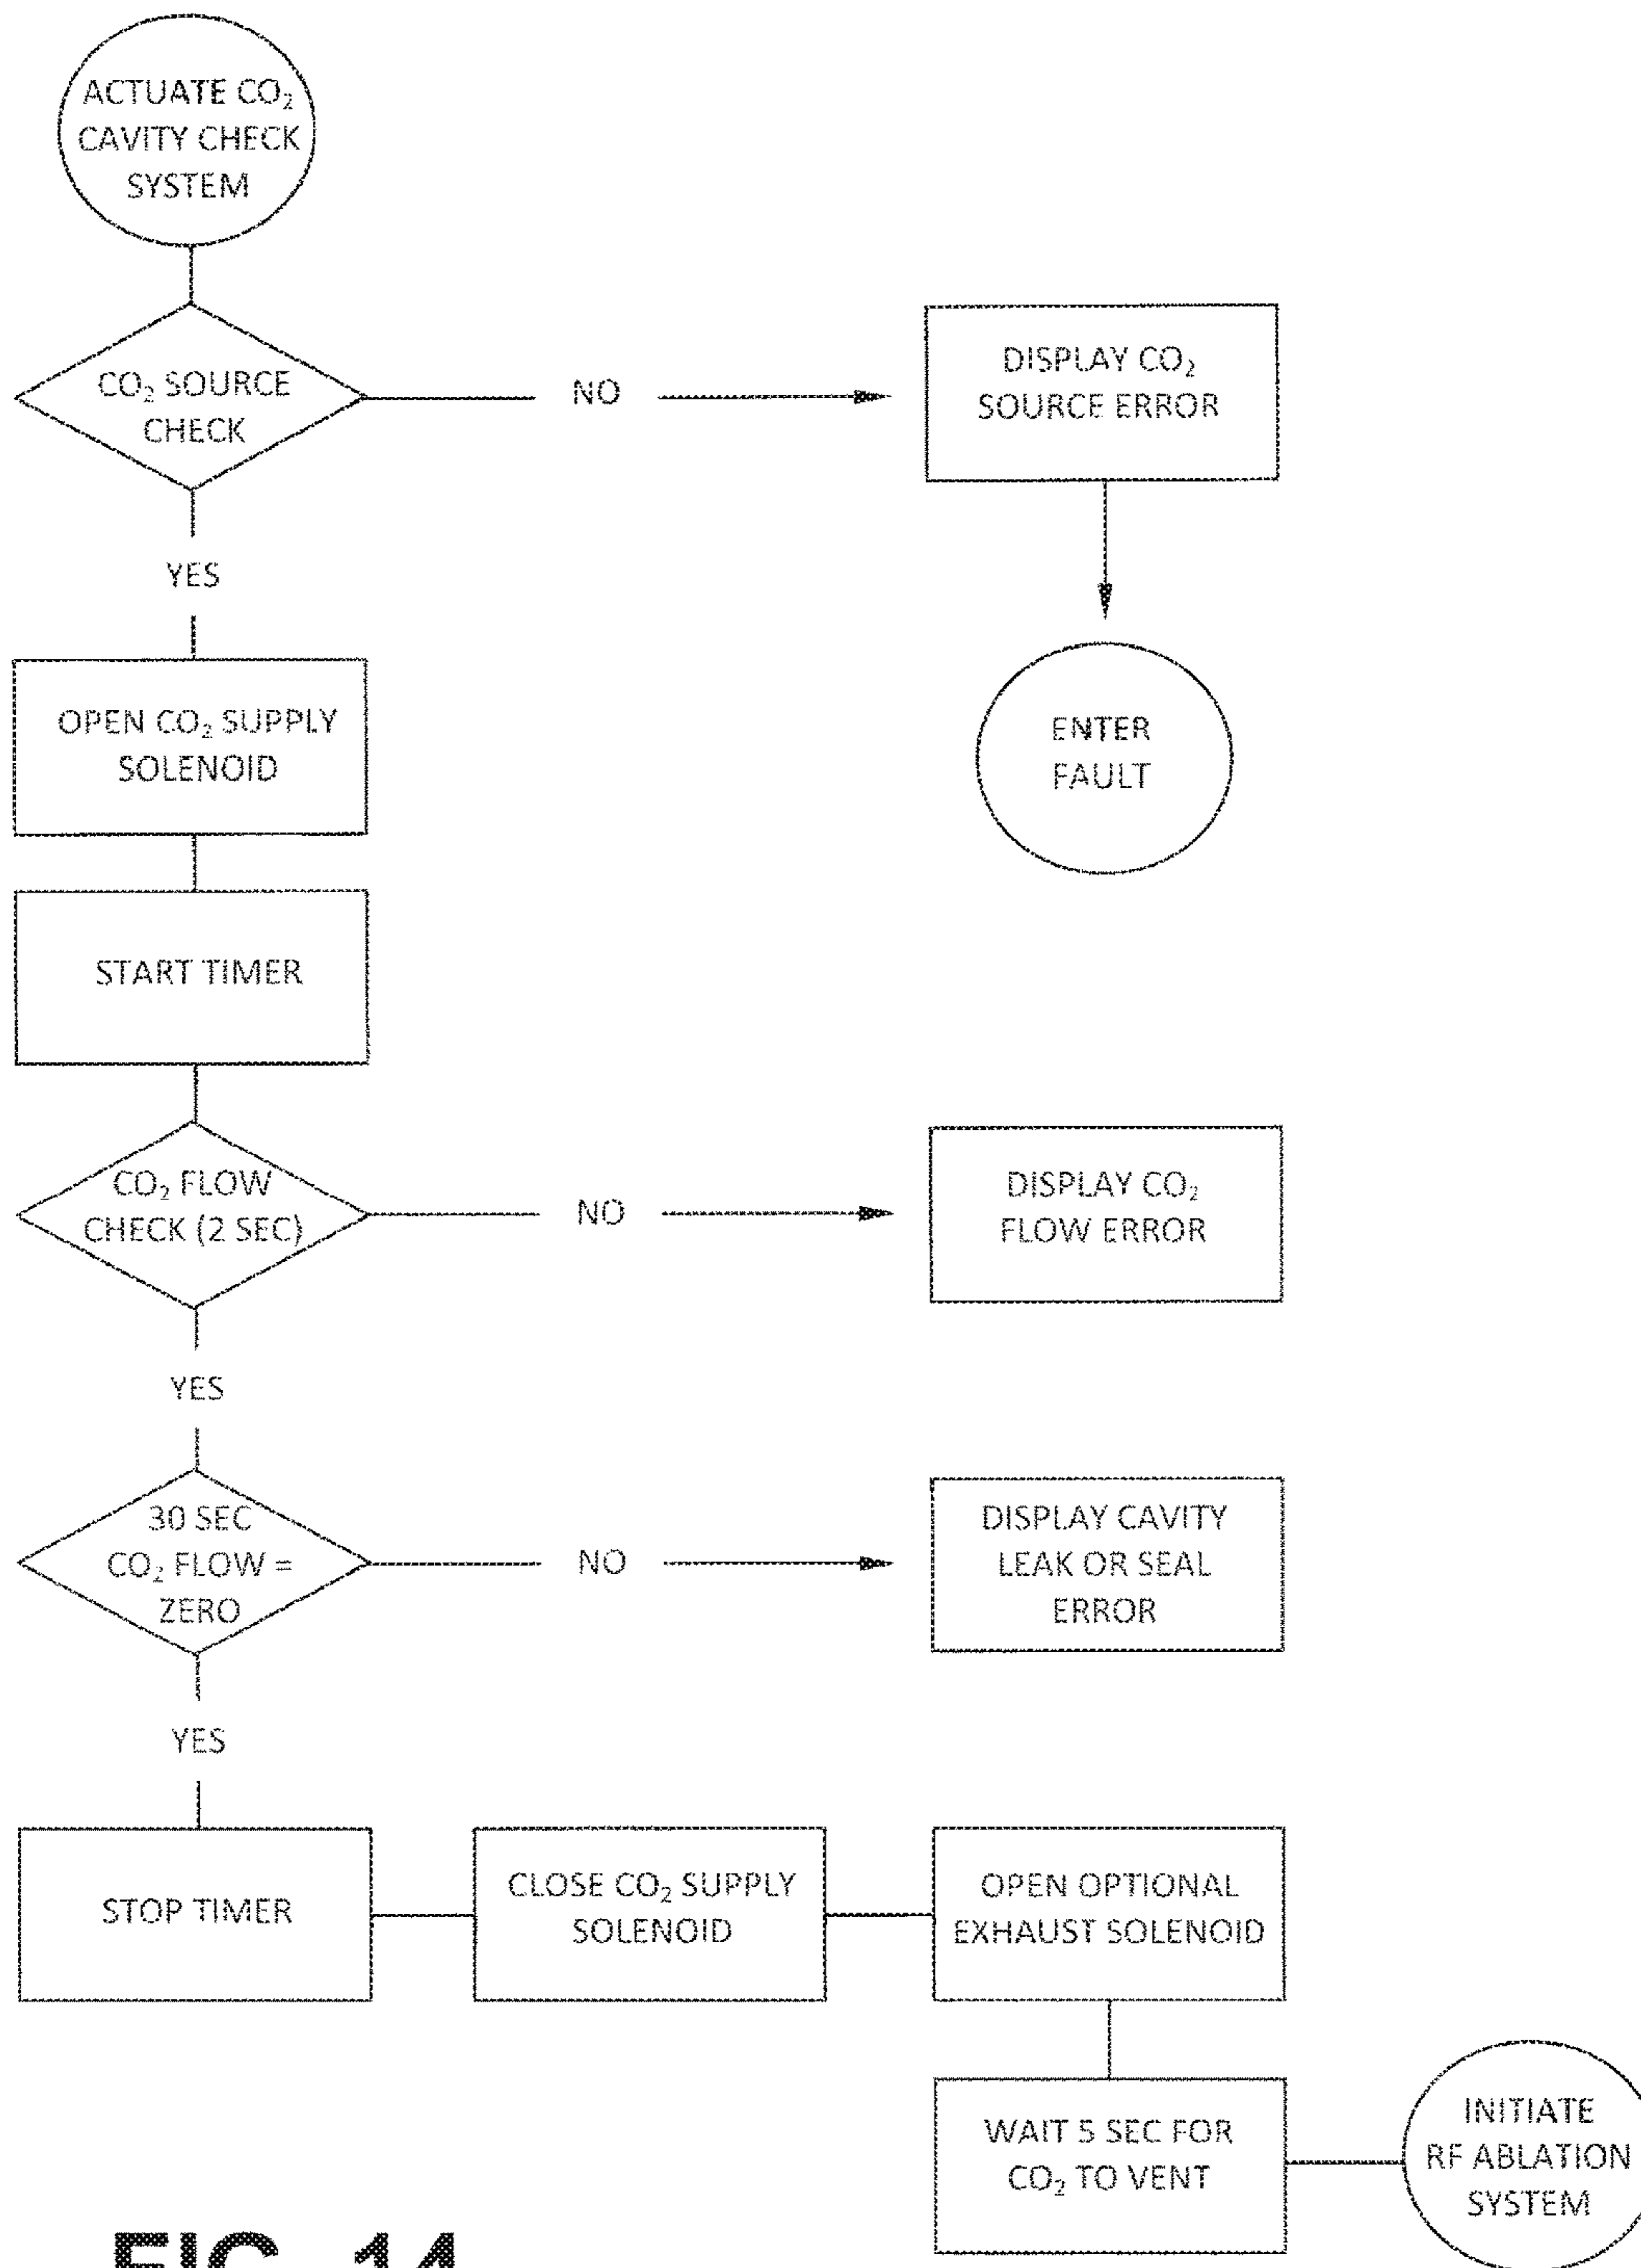 ACTUATE CO₂
CAVITY CHECK
SYSTEM
CO₂ SOURCE
CHECK
NO
DISPLAY CO₂
SOURCE ERROR
YES
ENTER
FAULT
OPEN CO₂ SUPPLY
SOLENOID
START TIMER
CO₂ FLOW
CHECK (2 SEC)
NO
DISPLAY CO₂
FLOW ERROR
YES
30 SEC
CO₂ FLOW =
ZERO
NO
DISPLAY CAVITY
LEAK OR SEAL
ERROR
YES
STOP TIMER
CLOSE CO₂ SUPPLY
SOLENOID
OPEN OPTIONAL
EXHAUST SOLENOID
WAIT 5 SEC FOR
CO₂ TO VENT
INITIATE
RF ABLATION
SYSTEM
FIG. 14